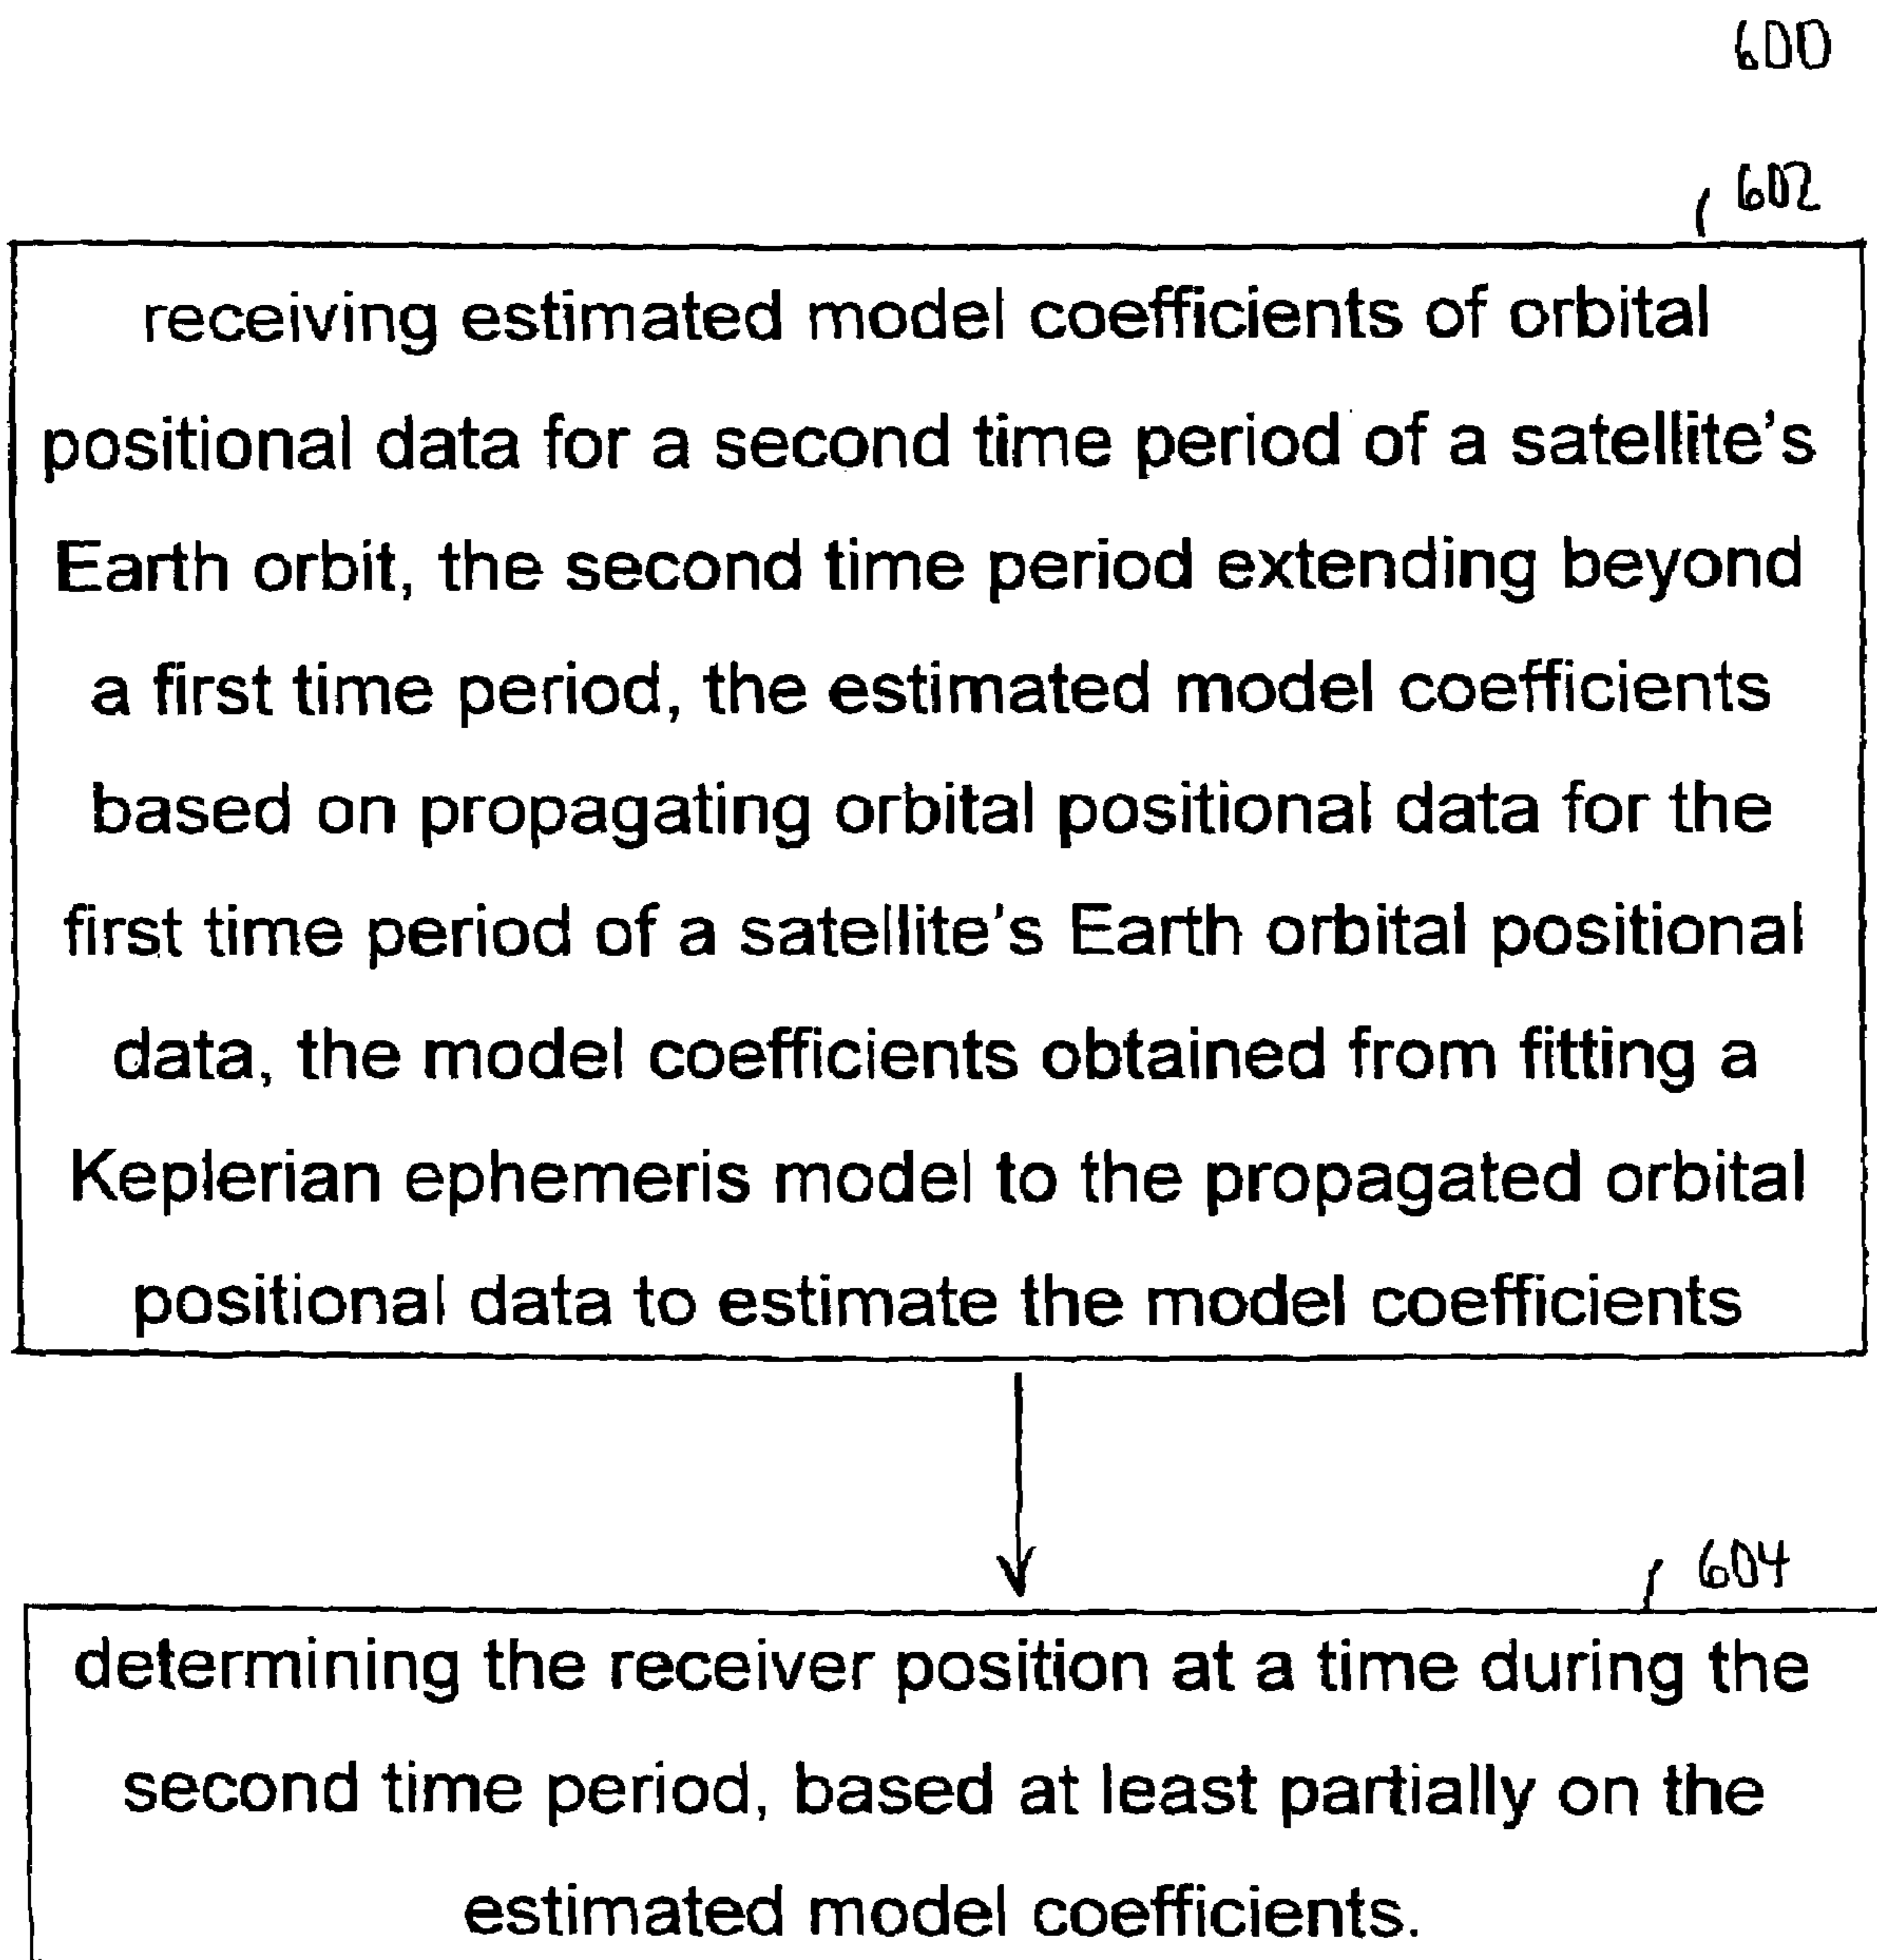 600
602
receiving estimated model coefficients of orbital
positional data for a second time period of a satellite's
Earth orbit, the second time period extending beyond
a first time period, the estimated model coefficients
based on propagating orbital positional data for the
first time period of a satellite's Earth orbital positional
data, the model coefficients obtained from fitting a
Keplerian ephemeris model to the propagated orbital
positional data to estimate the model coefficients
604
determining the receiver position at a time during the
second time period, based at least partially on the
estimated model coefficients.